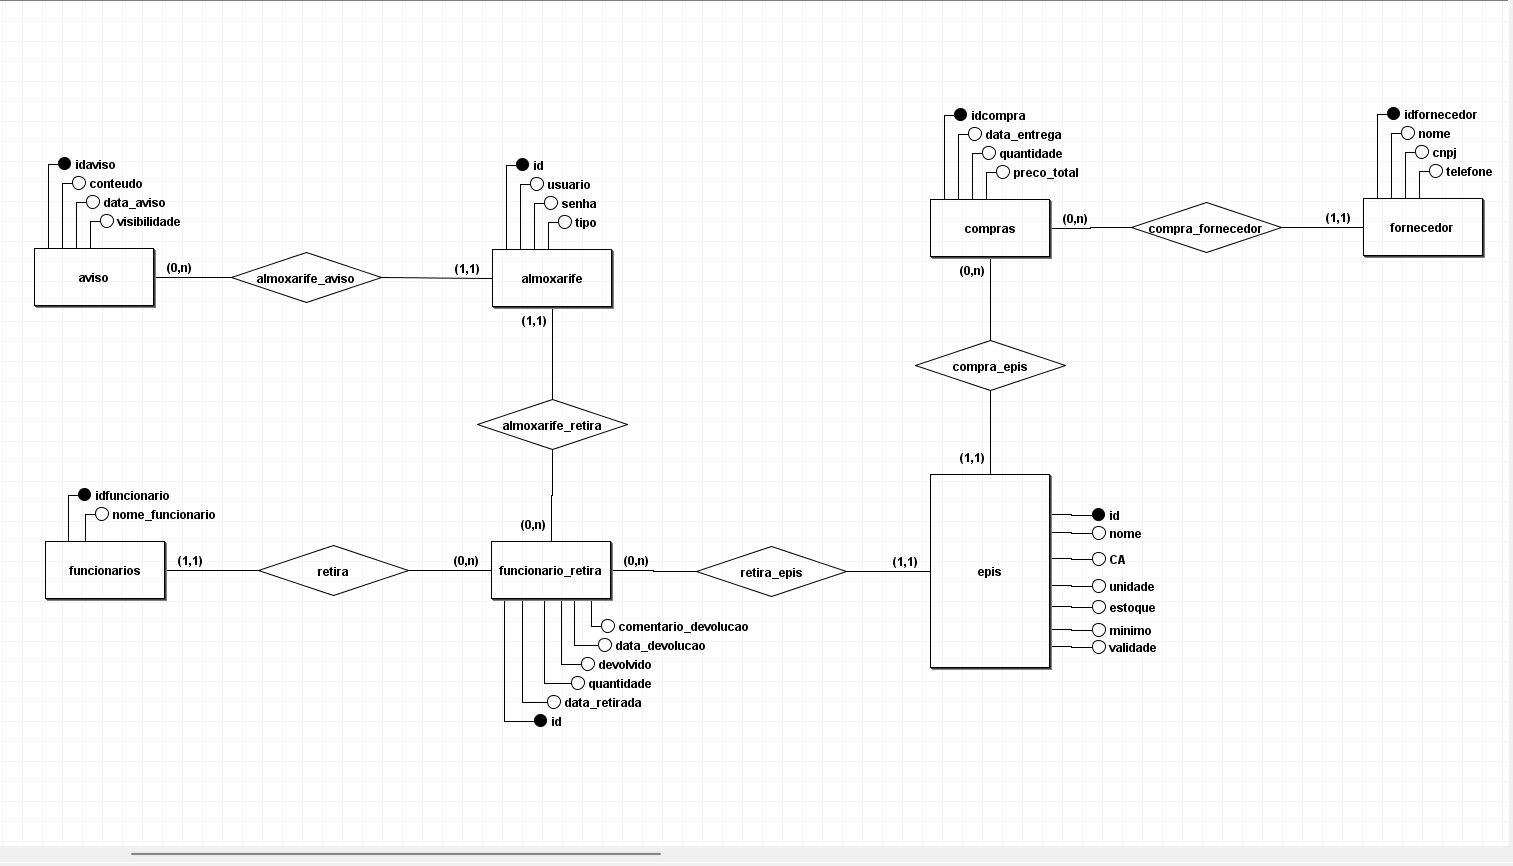 idaviso
conteudo
data_aviso
visibilidade
aviso
(0,n)
almoxarife_aviso
(1,1)
id
usuario
senha
tipo
almoxarife
(1,1)
almoxarife_retira
(0,n)
idfuncionario
nome_funcionario
funcionarios
(1,1)
retira
(0,n)
funcionario_retira
(0,n)
retira_epis
(1,1)
comentario_devolucao
data_devolucao
devolvido
quantidade
data_retirada
id
idcompra
data_entrega
quantidade
preco_total
compras
(0,n)
compra_fornecedor
(1,1)
idfornecedor
nome
cnpj
telefone
fornecedor
(0,n)
compra_epis
(1,1)
epis
id
nome
CA
unidade
estoque
minimo
validade